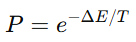 P = e^{-ΔE/T}